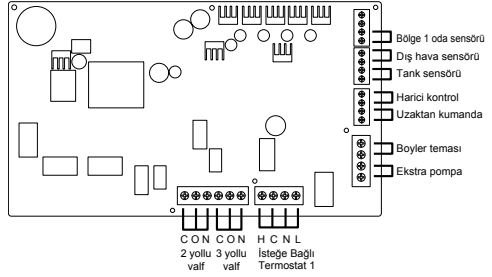 Bölge 1 oda sensörü
Dış hava sensörü
Tank sensörü
Harici kontrol
Uzaktan kumanda
Boyler teması
Ekstra pompa
C O N C O N H C N L
2 yollu 3 yollu İsteğe Bağlı
valf valf Termostat 1